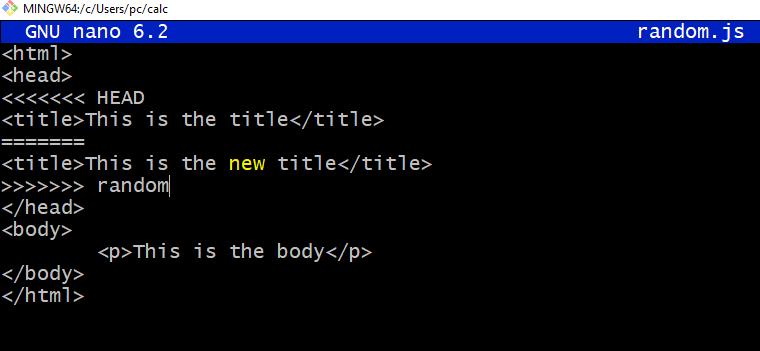 MINGW64:/c/Users/pc/calc
GNU nano 6.2 random.js
<html>
<head>
<<<<<<< HEAD
<title>This is the title</title>
=======
<title>This is the new title</title>
>>>>>>> random
</head>
<body>
        <p>This is the body</p>
</body>
</html>